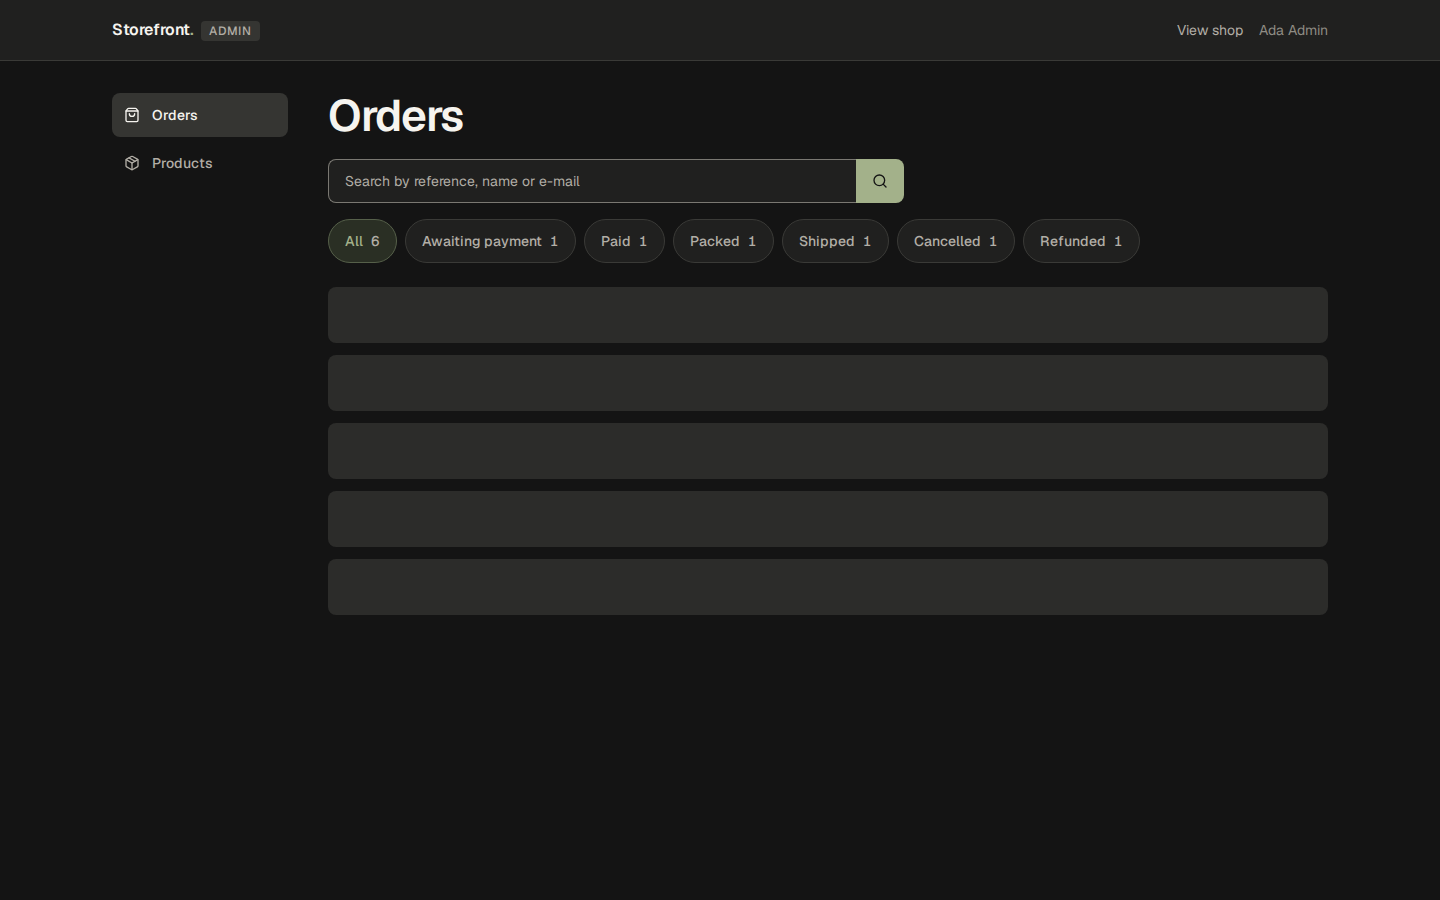 Storefront. ADMIN
View shop Ada Admin
Orders
Products
Orders
Search by reference, name or e-mail
All 6 Awaiting payment 1 Paid 1 Packed 1 Shipped 1 Cancelled 1 Refunded 1